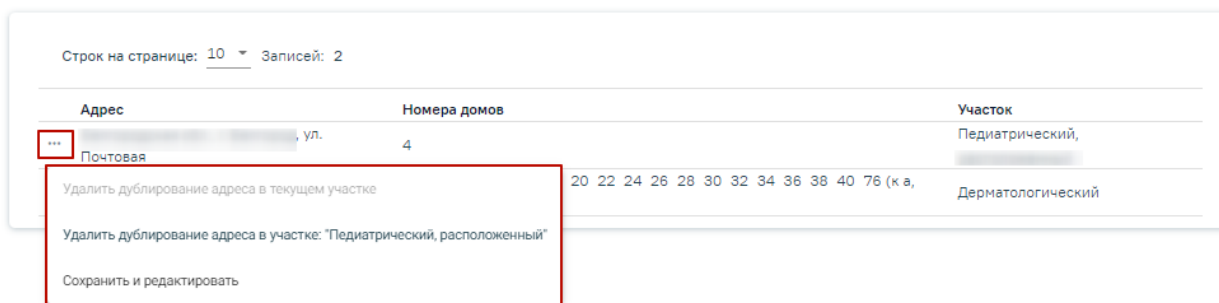 Строк на странице: 10 Записей: 2
Адрес Номера домов Участок
, ул. Почтовая 4 Педиатрический,
20 22 24 26 28 30 32 34 36 38 40 76 (к а, Дерматологический
Удалить дублирование адреса в текущем участке
Удалить дублирование адреса в участке: "Педиатрический, расположенный"
Сохранить и редактировать